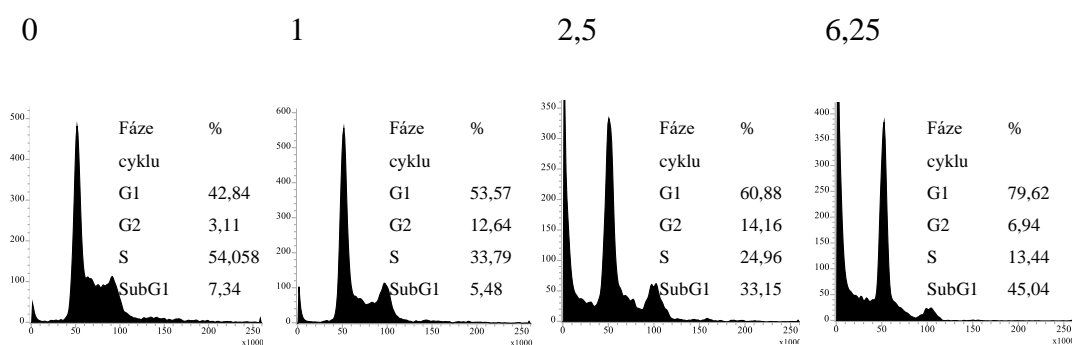 0
1
2,5
6,25
Fáze %
cyklu
G1 42,84
G2 3,11
S 54,058
SubG1 7,34
500
400
300
200
100
0
0 50 100 150 200 250
x1000
Fáze %
cyklu
G1 53,57
G2 12,64
S 33,79
SubG1 5,48
600
500
400
300
200
100
0
0 50 100 150 200 250
x1000
Fáze %
cyklu
G1 60,88
G2 14,16
S 24,96
SubG1 33,15
350
300
250
200
150
100
50
0
0 50 100 150 200 250
x1000
Fáze %
cyklu
G1 79,62
G2 6,94
S 13,44
SubG1 45,04
400
350
300
250
200
150
100
50
0
0 50 100 150 200 250
x1000